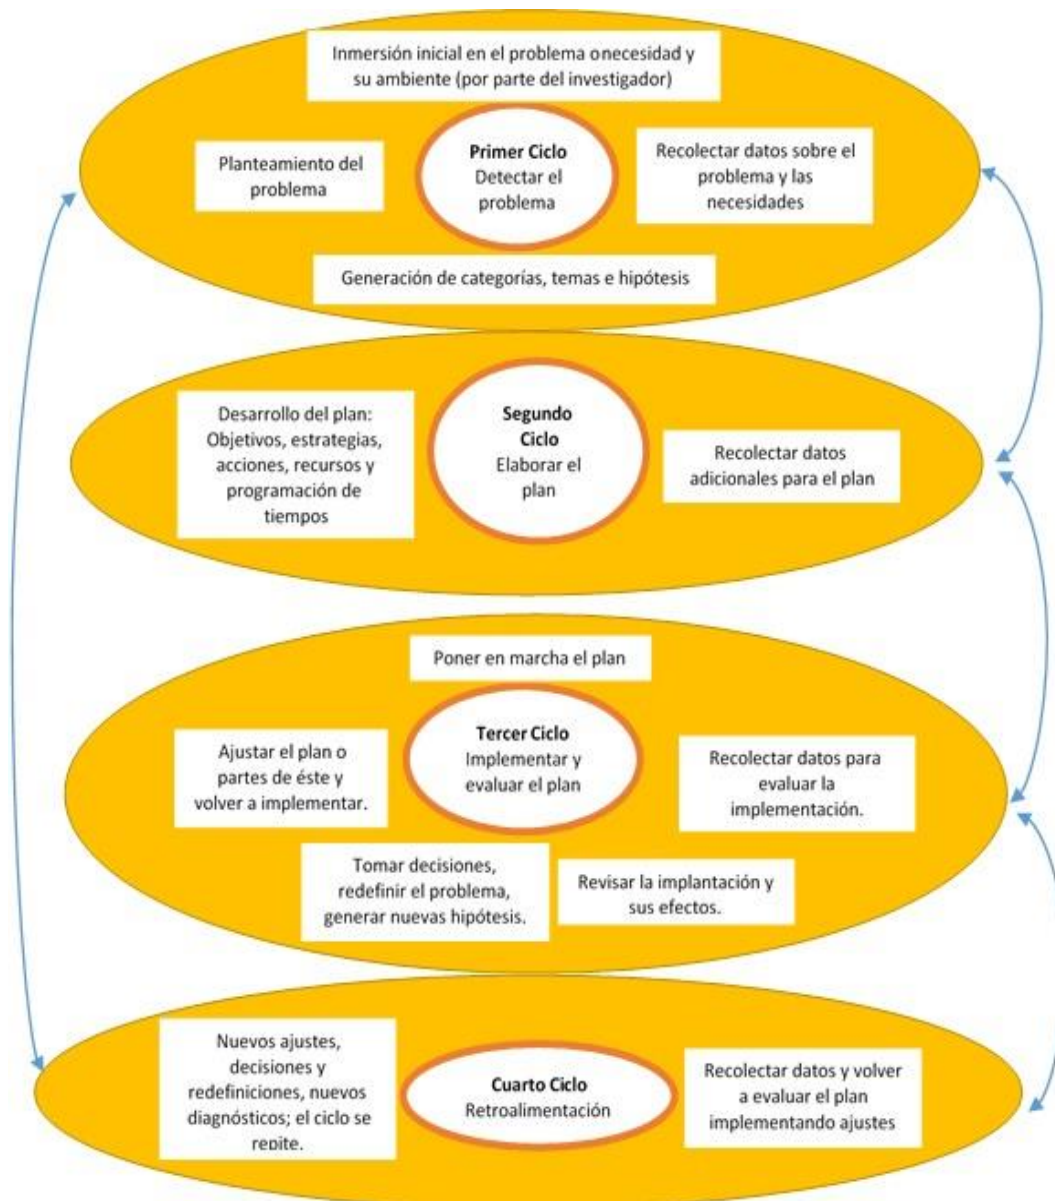 Inmersión inicial en el problema onecesidad y
su ambiente (por parte del investigador)
Planteamiento del
problema
Primer Ciclo
Detectar el
problema
Recolectar datos sobre el
problema y las
necesidades
Generación de categorías, temas e hipótesis
Desarrollo del plan:
Objetivos, estrategias,
acciones, recursos y
programación de
tiempos
Segundo
Ciclo
Elaborar el
plan
Recolectar datos
adicionales para el plan
Poner en marcha el plan
Ajustar el plan o
partes de éste y
volver a implementar.
Tercer Ciclo
Implementar y
evaluar el plan
Recolectar datos para
evaluar la
implementación.
Tomar decisiones,
redefinir el problema,
generar nuevas hipótesis.
Revisar la implantación y
sus efectos.
Nuevos ajustes,
decisiones y
redefiniciones, nuevos
diagnósticos; el ciclo se
repite.
Cuarto Ciclo
Retroalimentación
Recolectar datos y volver
a evaluar el plan
implementando ajustes